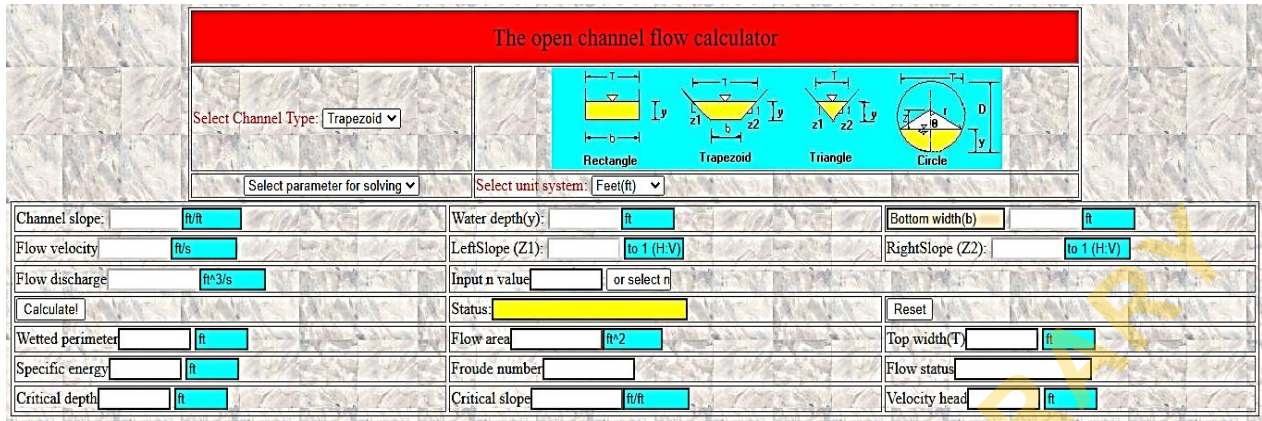 The open channel flow calculator
Select Channel Type: Trapezoid
T T T T
y z1 1 b 1 z2 y z1 z2 y z r θ D y
b
Rectangle Trapezoid Triangle Circle
Select parameter for solving Select unit system: Feet(ft)
Channel slope: ft/ft Water depth(y): ft Bottom width(b) ft
Flow velocity ft/s LeftSlope (Z1): to 1 (H:V) RightSlope (Z2): to 1 (H:V)
Flow discharge ft^3/s Input n value or select n
Calculate! Status: Reset
Wetted perimeter ft Flow area ft^2 Top width(T) ft
Specific energy ft Froude number Flow status
Critical depth ft Critical slope ft/ft Velocity head ft